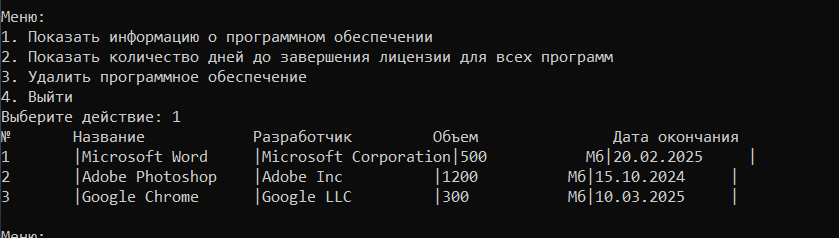 Меню:
1. Показать информацию о программном обеспечении
2. Показать количество дней до завершения лицензии для всех программ
3. Удалить программное обеспечение
4. Выйти
Выберите действие: 1
№       Название            Разработчик         Объем               Дата окончания
1       |Microsoft Word     |Microsoft Corporation|500           Мб|20.02.2025     |
2       |Adobe Photoshop    |Adobe Inc          |1200          Мб|15.10.2024     |
3       |Google Chrome      |Google LLC         |300           Мб|10.03.2025     |
Меню: